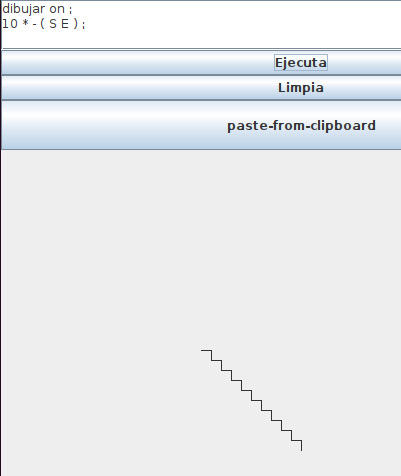 dibujar on ;
10 * - ( S E ) ;
Ejecuta
Limpia
paste-from-clipboard